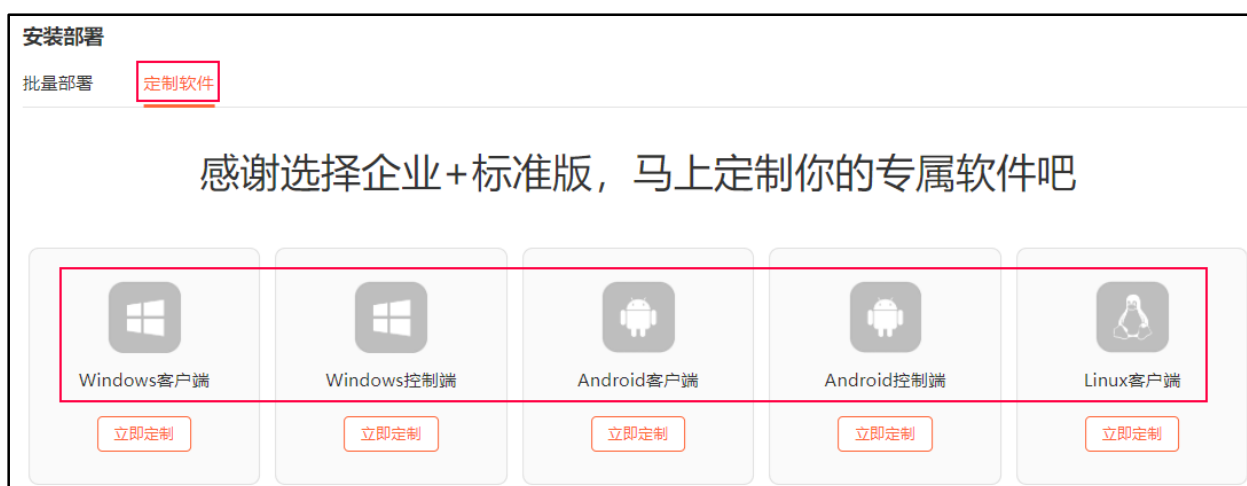 安装部署
批量部署 定制软件
感谢选择企业+标准版，马上定制你的专属软件吧
Windows客户端 Windows控制端 Android客户端 Android控制端 Linux客户端
立即定制 立即定制 立即定制 立即定制 立即定制